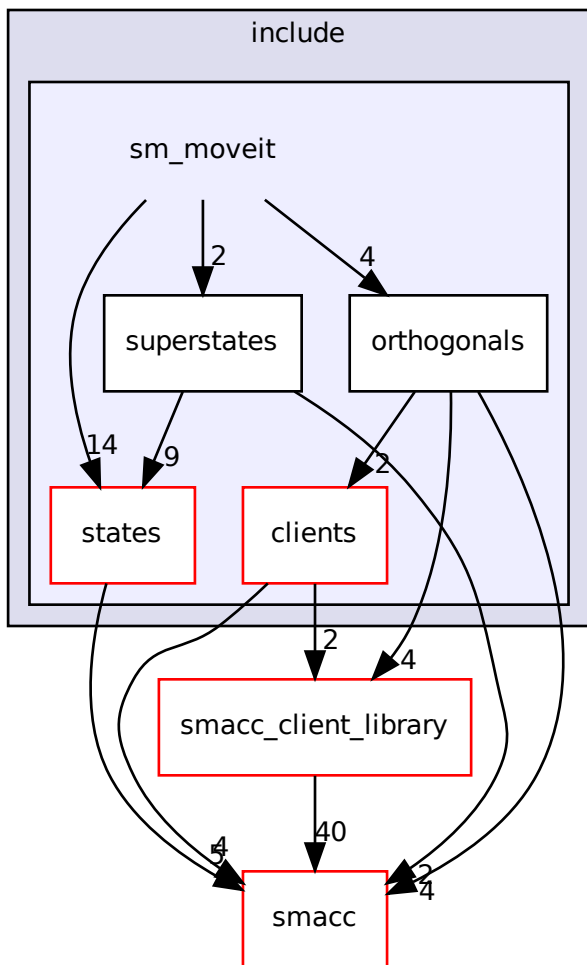 include
sm_moveit
2
4
superstates
orthogonals
14
9
2
states
clients
2
4
smacc_client_library
4
5
40
2
4
smacc